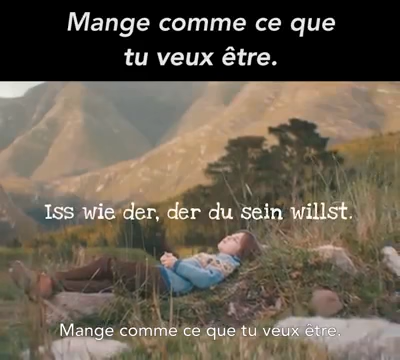 Mange comme ce que
tu veux être.
Iss wie der, der du sein willst.
Mange comme ce que tu veux être.